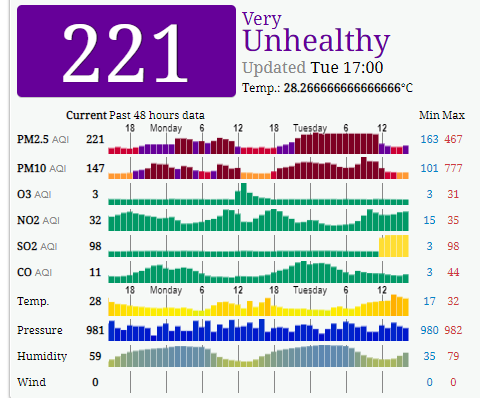 221
Very
Unhealthy
Updated Tue 17:00
Temp.: 28.266666666666666°C
Current Past 48 hours data Min Max
18 Monday 6 12 18 Tuesday 6 12
PM2.5 AQI 221 163 467
PM10 AQI 147 101 777
O3 AQI 3 3 31
NO2 AQI 32 15 35
SO2 AQI 98 3 98
CO AQI 11 3 44
18 Monday 6 12 18 Tuesday 6 12
Temp. 28 17 32
Pressure 981 980 982
Humidity 59 35 79
Wind 0 0 0